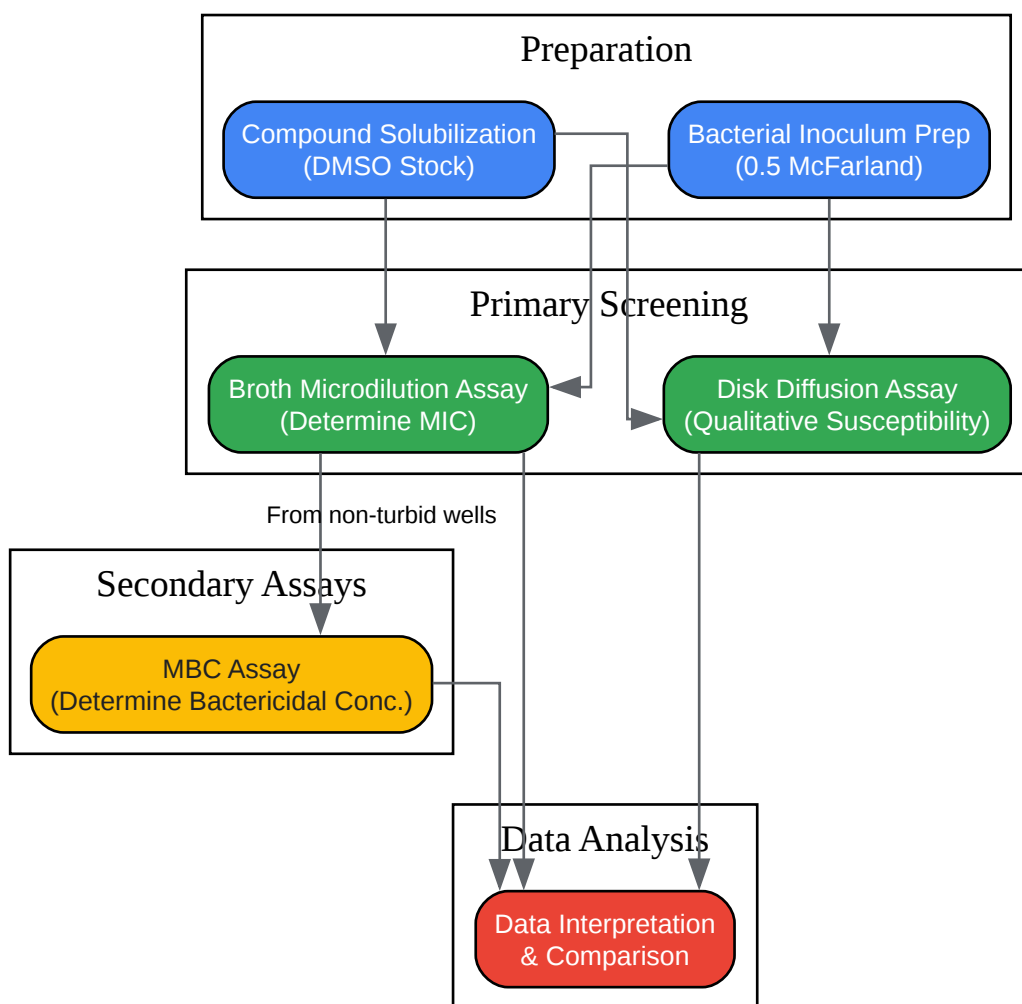 Preparation
Compound Solubilization
(DMSO Stock)
Bacterial Inoculum Prep
(0.5 McFarland)
Primary Screening
Broth Microdilution Assay
(Determine MIC)
Disk Diffusion Assay
(Qualitative Susceptibility)
From non-turbid wells
Secondary Assays
MBC Assay
(Determine Bactericidal Conc.)
Data Analysis
Data Interpretation
& Comparison